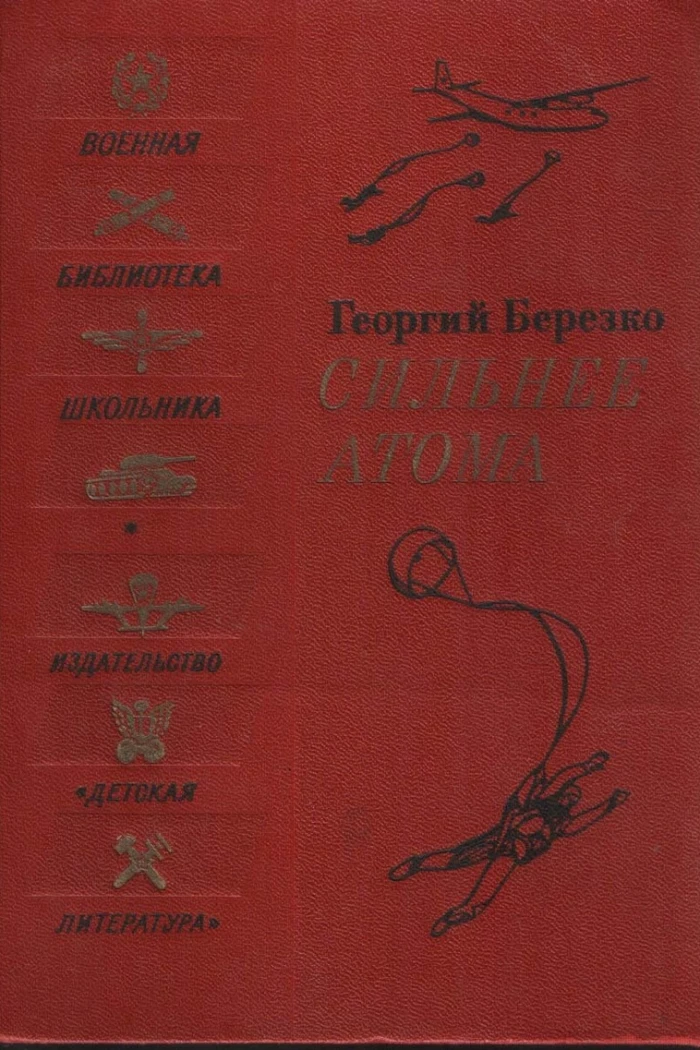 ВОЕННАЯ
БИБЛИОТЕКА
ШКОЛЬНИКА
*
ИЗДАТЕЛЬСТВО
«ДЕТСКАЯ
ЛИТЕРАТУРА»
Георгий Березко
СИЛЬНЕЕ
АТОМА